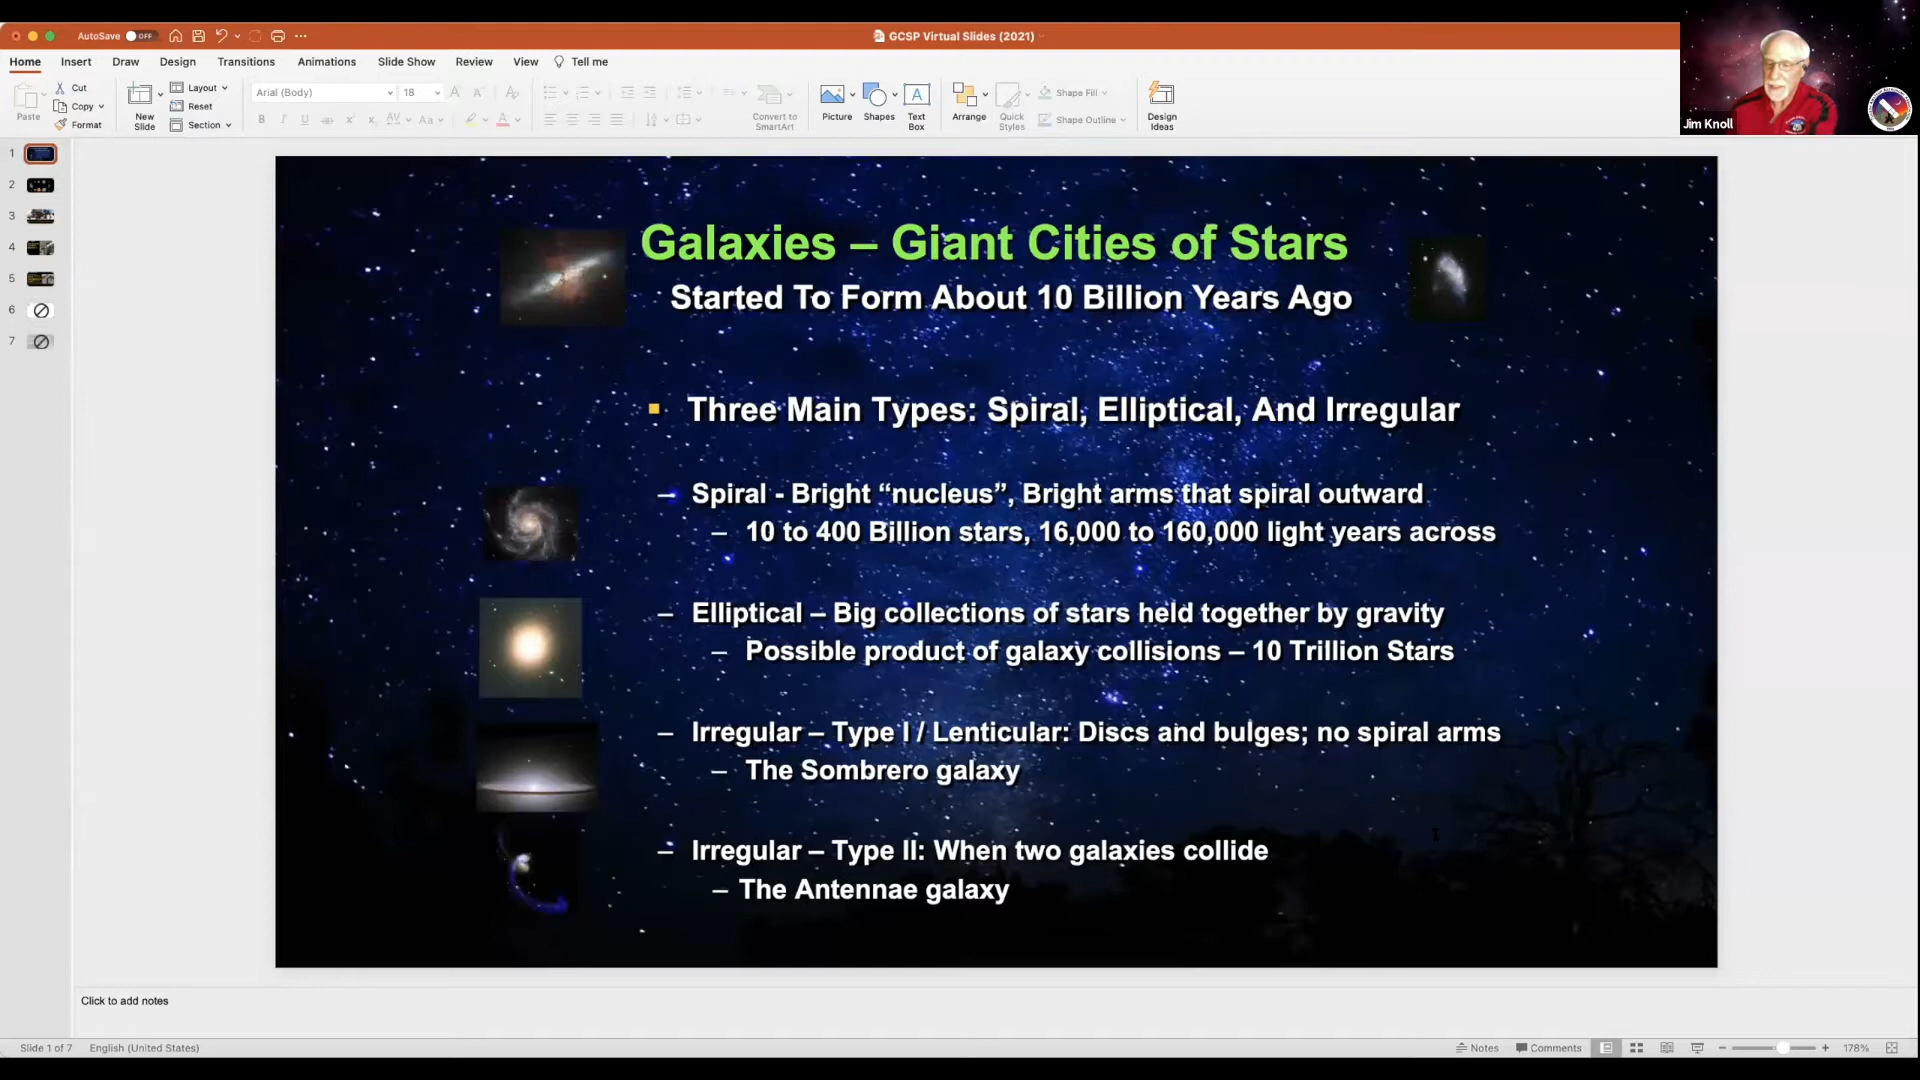 AutoSave OFF
GCSP Virtual Slides (2021)
Home Insert Draw Design Transitions Animations Slide Show Review View Tell me
Paste
Cut
Copy
Format
New Slide
Layout
Reset
Section
Arial (Body) 18
Convert to SmartArt
Picture
Shapes
Text Box
Arrange
Quick Styles
Shape Fill
Shape Outline
Design Ideas
Jim Knoll
1
2
3
4
5
6
7
Galaxies – Giant Cities of Stars
Started To Form About 10 Billion Years Ago
Three Main Types: Spiral, Elliptical, And Irregular
– Spiral - Bright “nucleus”, Bright arms that spiral outward
– 10 to 400 Billion stars, 16,000 to 160,000 light years across
– Elliptical – Big collections of stars held together by gravity
– Possible product of galaxy collisions – 10 Trillion Stars
– Irregular – Type I / Lenticular: Discs and bulges; no spiral arms
– The Sombrero galaxy
– Irregular – Type II: When two galaxies collide
– The Antennae galaxy
Click to add notes
Slide 1 of 7 English (United States)
Notes Comments 178%